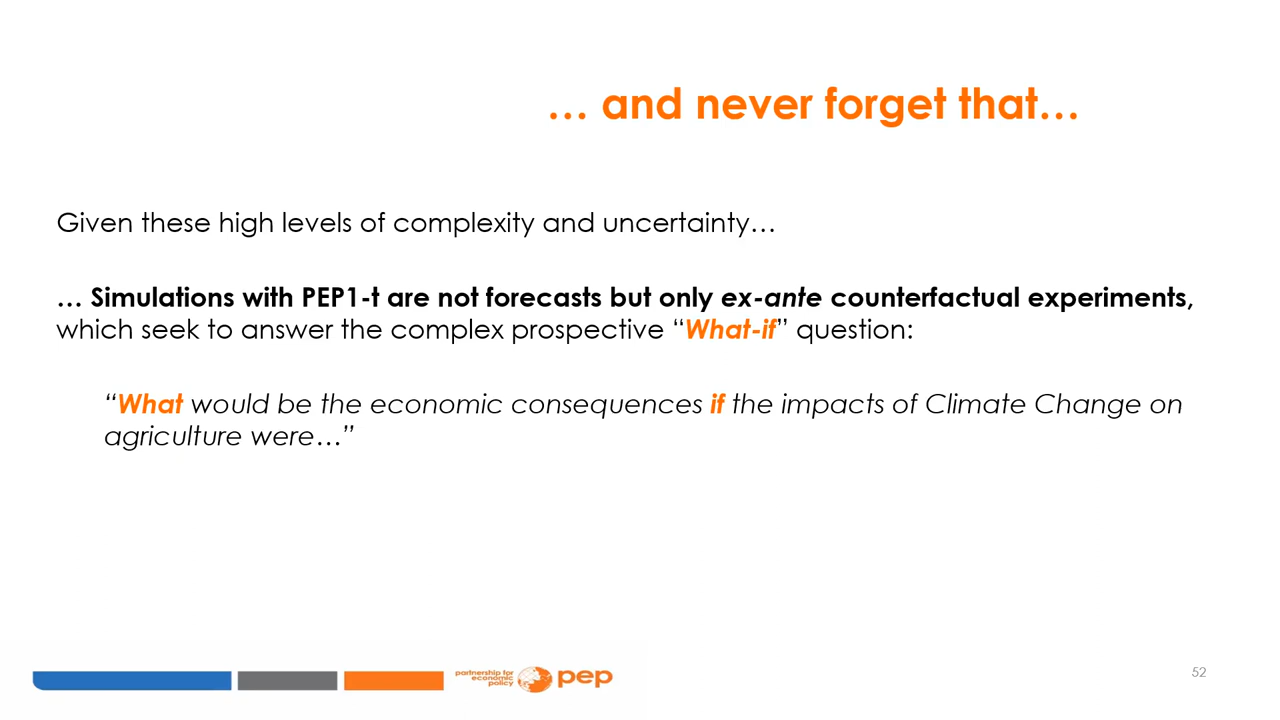 … and never forget that…
Given these high levels of complexity and uncertainty…
… Simulations with PEP1-t are not forecasts but only ex-ante counterfactual experiments,
which seek to answer the complex prospective “What-if” question:
“What would be the economic consequences if the impacts of Climate Change on
agriculture were…”
partnership for
economic
policy
pep
52